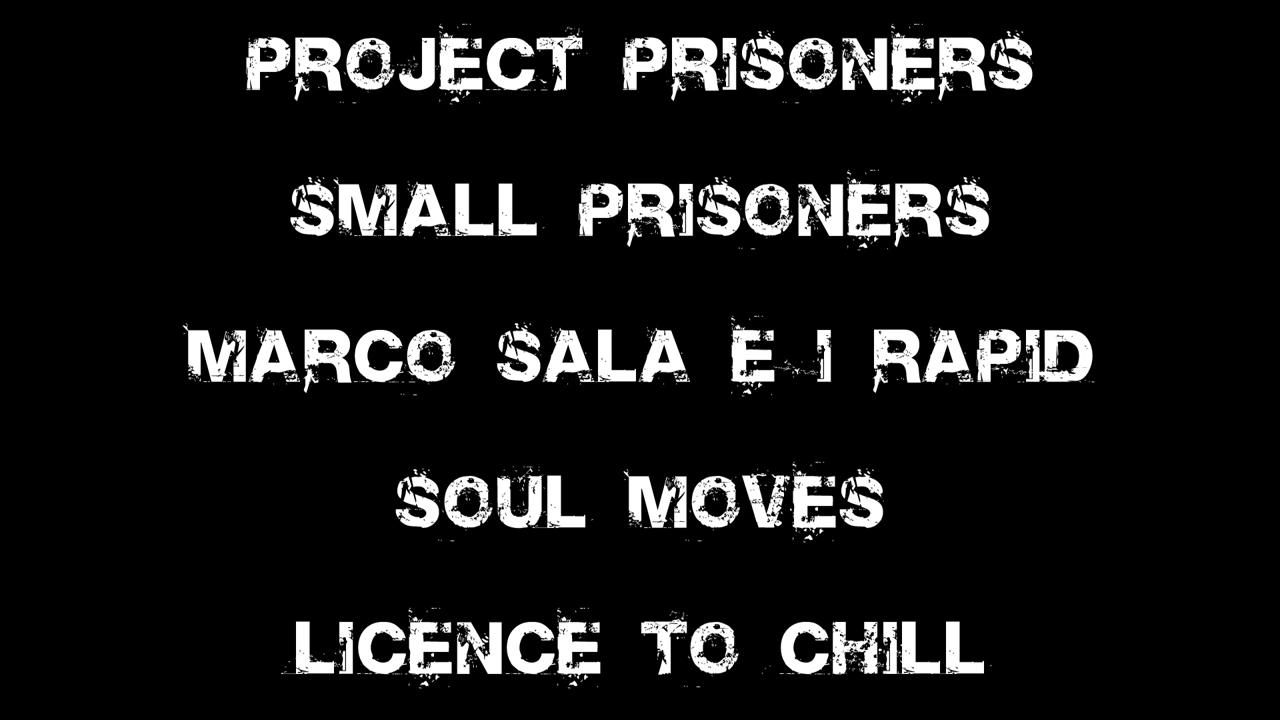 PROJECT PRISONERS
SMALL PRISONERS
MARCO SALA E I RAPID
SOUL MOVES
LICENCE TO CHILL